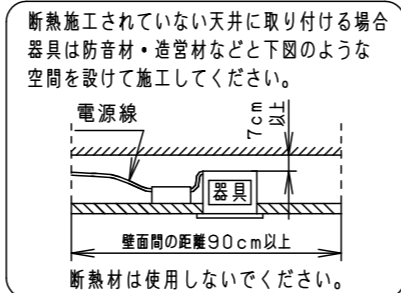 断熱施工されていない天井に取り付ける場合
器具は防音材・造営材などと下図のような
空間を設けて施工してください。
電源線
7cm
以上
器具
壁面間の距離90cm以上
断熱材は使用しないでください。